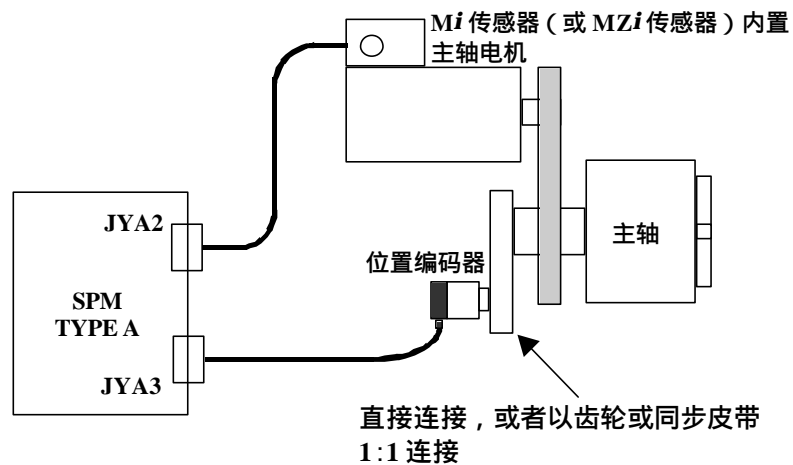 Mi 传感器（或 MZi 传感器）内置
主轴电机
JYA2
主轴
位置编码器
SPM
TYPE A
JYA3
直接连接，或者以齿轮或同步皮带
1:1 连接